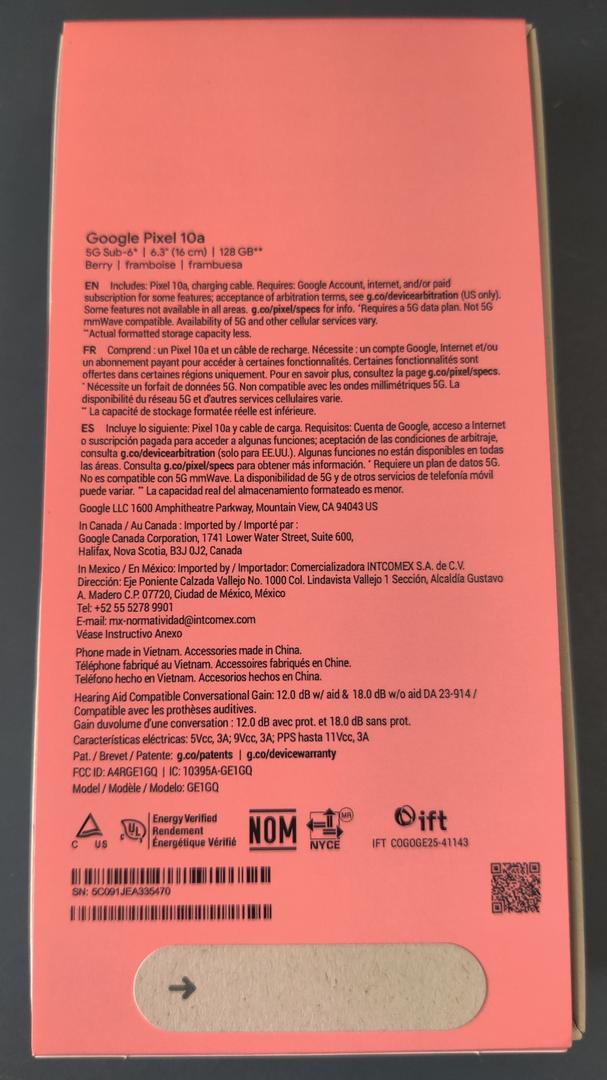 Google Pixel 10a
5G Sub-6* | 6.3" (16 cm) | 128 GB**
Berry | framboise | frambuesa
EN Includes: Pixel 10a, charging cable. Requires: Google Account, internet, and/or paid
subscription for some features; acceptance of arbitration terms, see g.co/devicearbitration (US only).
Some features not available in all areas. g.co/pixel/specs for info. *Requires a 5G data plan. Not 5G
mmWave compatible. Availability of 5G and other cellular services vary.
**Actual formatted storage capacity less.
FR Comprend : un Pixel 10a et un câble de recharge. Nécessite : un compte Google, Internet et/ou
un abonnement payant pour accéder à certaines fonctionnalités. Certaines fonctionnalités sont
offertes dans certaines régions uniquement. Pour en savoir plus, consultez la page g.co/pixel/specs.
* Nécessite un forfait de données 5G. Non compatible avec les ondes millimétriques 5G. La
disponibilité du réseau 5G et d'autres services cellulaires varie.
** La capacité de stockage formatée réelle est inférieure.
ES Incluye lo siguiente: Pixel 10a y cable de carga. Requisitos: Cuenta de Google, acceso a Internet
o suscripción pagada para acceder a algunas funciones; aceptación de las condiciones de arbitraje,
consulta g.co/devicearbitration (solo para EE.UU.). Algunas funciones no están disponibles en todas
las áreas. Consulta g.co/pixel/specs para obtener más información. * Requiere un plan de datos 5G.
No es compatible con 5G mmWave. La disponibilidad de 5G y de otros servicios de telefonía móvil
puede variar. ** La capacidad real del almacenamiento formateado es menor.
Google LLC 1600 Amphitheatre Parkway, Mountain View, CA 94043 US
In Canada / Au Canada : Imported by / Importé par :
Google Canada Corporation, 1741 Lower Water Street, Suite 600,
Halifax, Nova Scotia, B3J 0J2, Canada
In Mexico / En México: Imported by / Importador: Comercializadora INTCOMEX S.A. de C.V.
Dirección: Eje Poniente Calzada Vallejo No. 1000 Col. Lindavista Vallejo 1 Sección, Alcaldía Gustavo
A. Madero C.P. 07720, Ciudad de México, México
Tel: +52 55 5278 9901
E-mail: mx-normatividad@intcomex.com
Véase Instructivo Anexo
Phone made in Vietnam. Accessories made in China.
Téléphone fabriqué au Vietnam. Accessoires fabriqués en Chine.
Teléfono hecho en Vietnam. Accesorios hechos en China.
Hearing Aid Compatible Conversational Gain: 12.0 dB w/ aid & 18.0 dB w/o aid DA 23-914 /
Compatible avec les prothèses auditives.
Gain duvolume d'une conversation : 12.0 dB avec prot. et 18.0 dB sans prot.
Características eléctricas: 5Vcc, 3A; 9Vcc, 3A; PPS hasta 11Vcc, 3A
Pat. / Brevet / Patente: g.co/patents | g.co/devicewarranty
FCC ID: A4RGE1GQ | IC: 10395A-GE1GQ
Model / Modèle / Modelo: GE1GQ
C US
C UL US
Energy Verified
Rendement
Énergétique Vérifié
NOM
MR
NYCE
ift
IFT COGOGE25-41143
SN: 5C091JEA335470